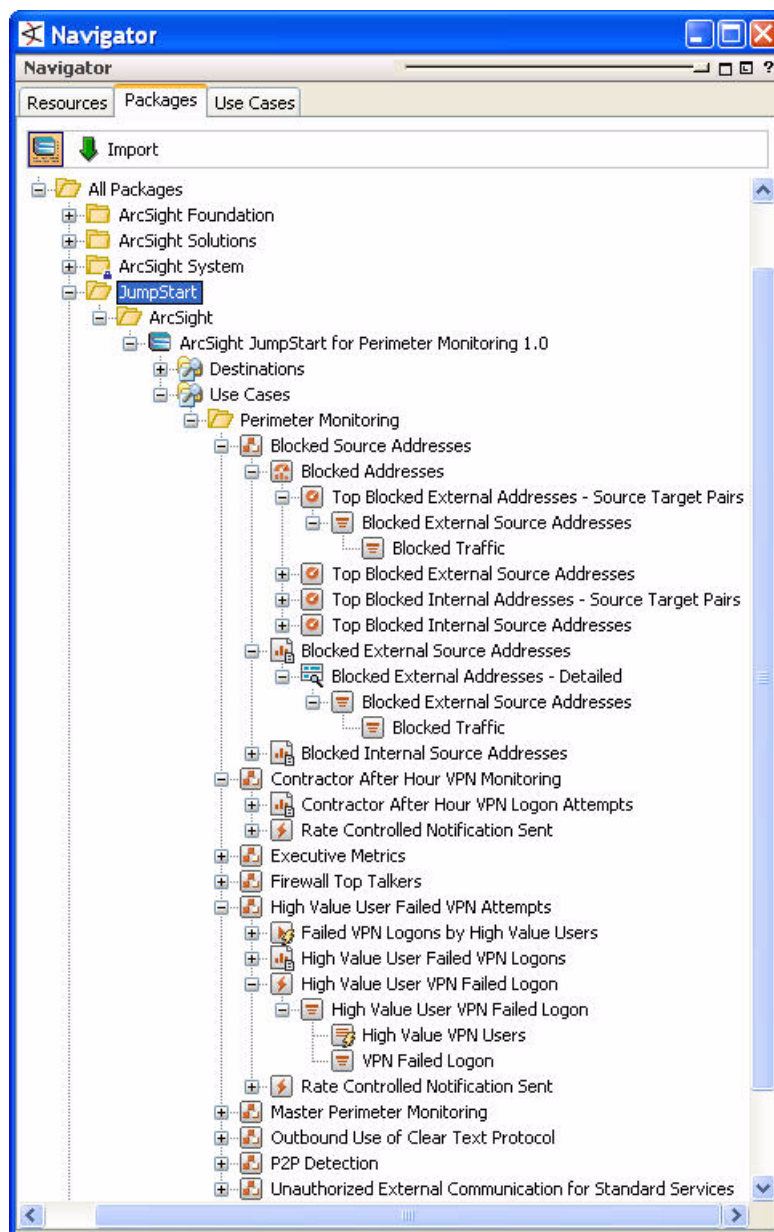 Navigator
Navigator ?
Resources Packages Use Cases
Import
All Packages
ArcSight Foundation
ArcSight Solutions
ArcSight System
JumpStart
ArcSight
ArcSight JumpStart for Perimeter Monitoring 1.0
Destinations
Use Cases
Perimeter Monitoring
Blocked Source Addresses
Blocked Addresses
Top Blocked External Addresses - Source Target Pairs
Blocked External Source Addresses
Blocked Traffic
Top Blocked External Source Addresses
Top Blocked Internal Addresses - Source Target Pairs
Top Blocked Internal Source Addresses
Blocked External Source Addresses
Blocked External Addresses - Detailed
Blocked External Source Addresses
Blocked Traffic
Blocked Internal Source Addresses
Contractor After Hour VPN Monitoring
Contractor After Hour VPN Logon Attempts
Rate Controlled Notification Sent
Executive Metrics
Firewall Top Talkers
High Value User Failed VPN Attempts
Failed VPN Logons by High Value Users
High Value User Failed VPN Logons
High Value User VPN Failed Logon
High Value User VPN Failed Logon
High Value VPN Users
VPN Failed Logon
Rate Controlled Notification Sent
Master Perimeter Monitoring
Outbound Use of Clear Text Protocol
P2P Detection
Unauthorized External Communication for Standard Services